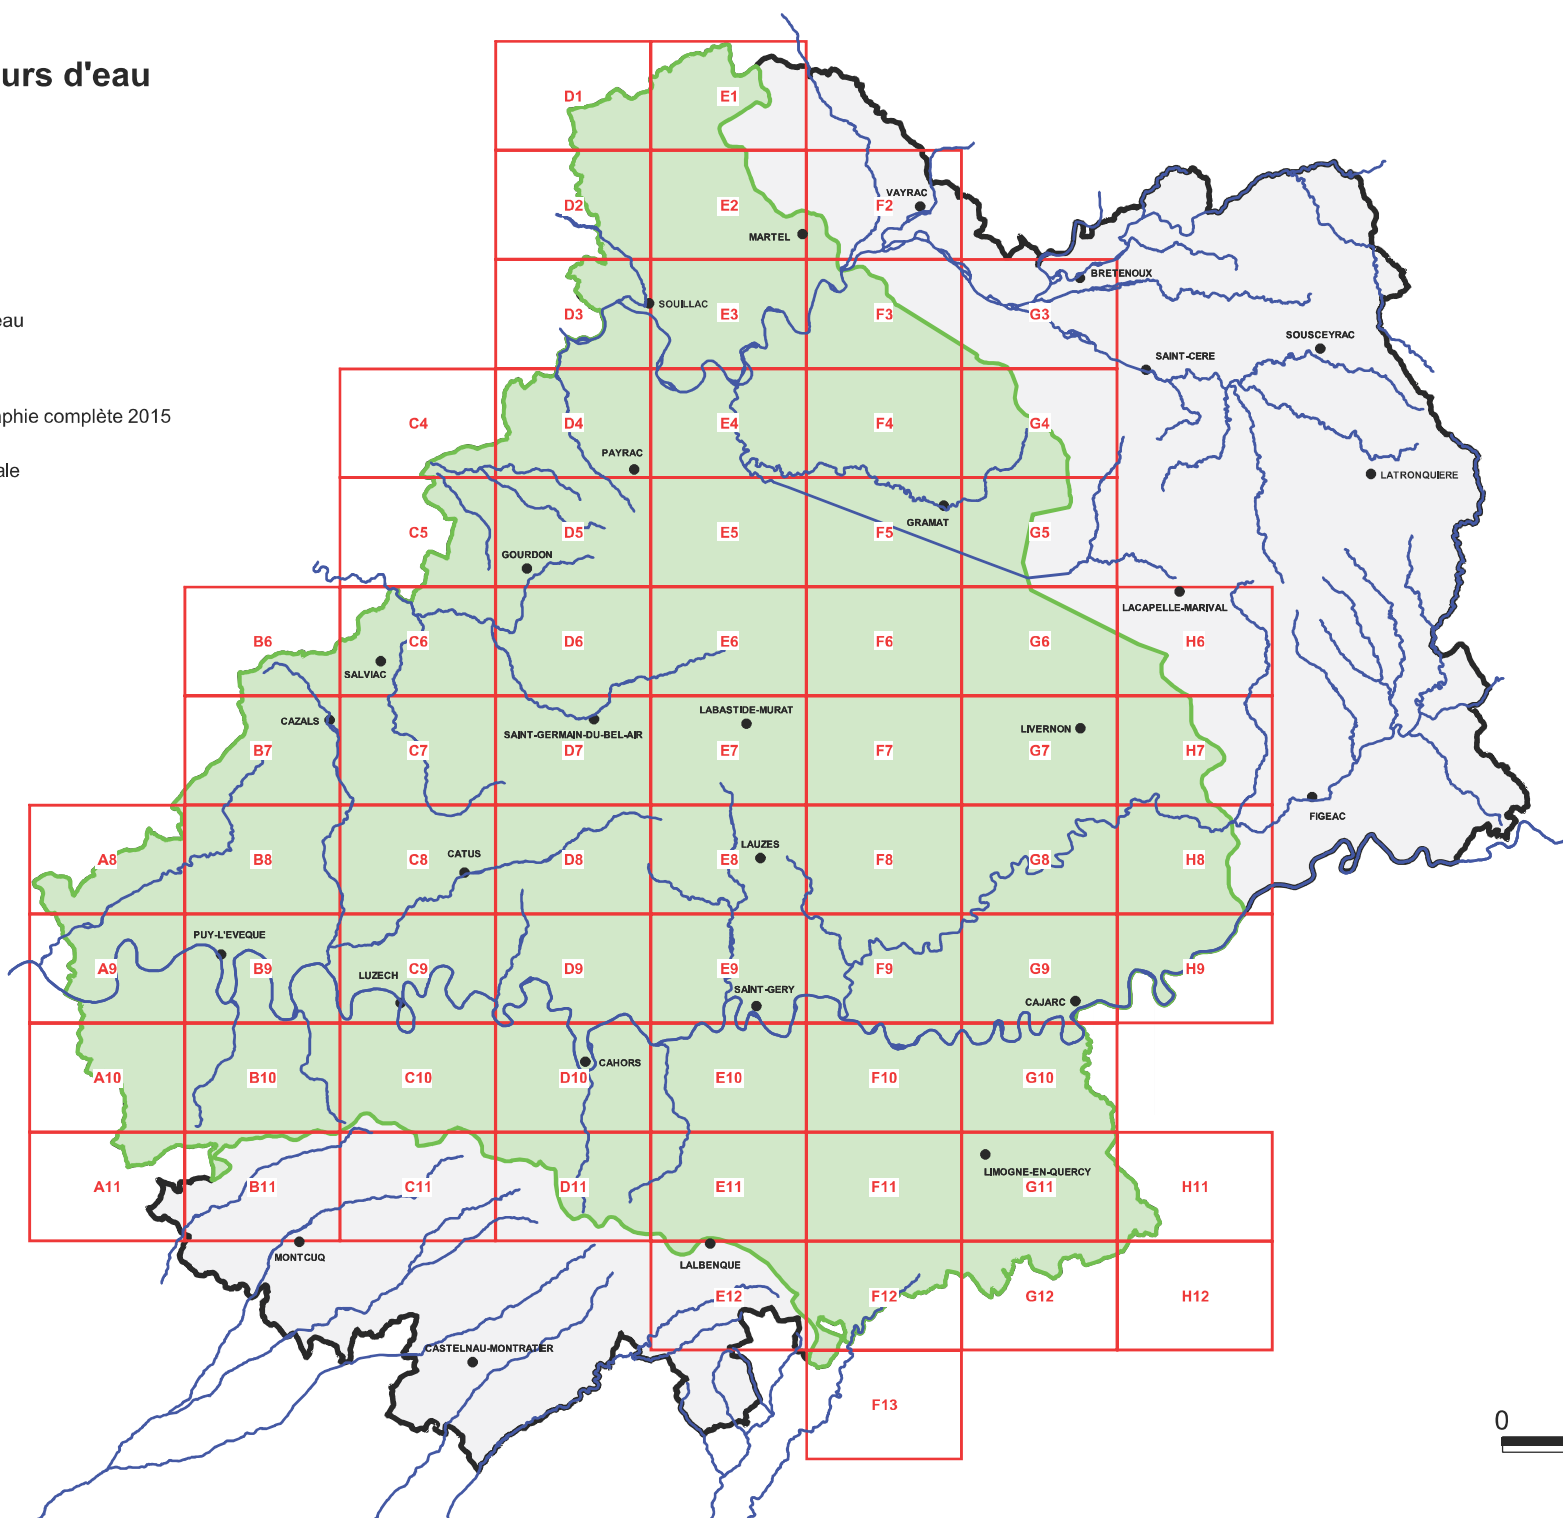 urs d'eau
eau
phie complète 2015
ale
D1
E1
D2
E2
F2
VAYRAC
MARTEL
D3
SOUILLAC
E3
F3
G3
BRETENOUX
SAINT-CERE
SOUSCEYRAC
C4
D4
E4
F4
G4
PAYRAC
LATRONQUIERE
C5
D5
E5
F5
G5
GRAMAT
GOURDON
LACAPELLE-MARIVAL
B6
C6
D6
E6
F6
G6
H6
SALVIAC
CAZALS
LABASTIDE-MURAT
LIVERNON
SAINT-GERMAIN-DU-BEL-AIR
B7
C7
D7
E7
F7
G7
H7
FIGEAC
A8
B8
C8
CATUS
D8
LAUZES
E8
F8
G8
H8
PUY-L'EVEQUE
A9
B9
LUZECH
C9
D9
E9
SAINT-GERY
F9
G9
CAJARC
H9
A10
B10
C10
D10
CAHORS
E10
F10
G10
LIMOGNE-EN-QUERCY
A11
B11
C11
D11
E11
F11
G11
H11
MONTCUQ
LALBENQUE
E12
F12
G12
H12
CASTELNAU-MONTRATIER
F13
0